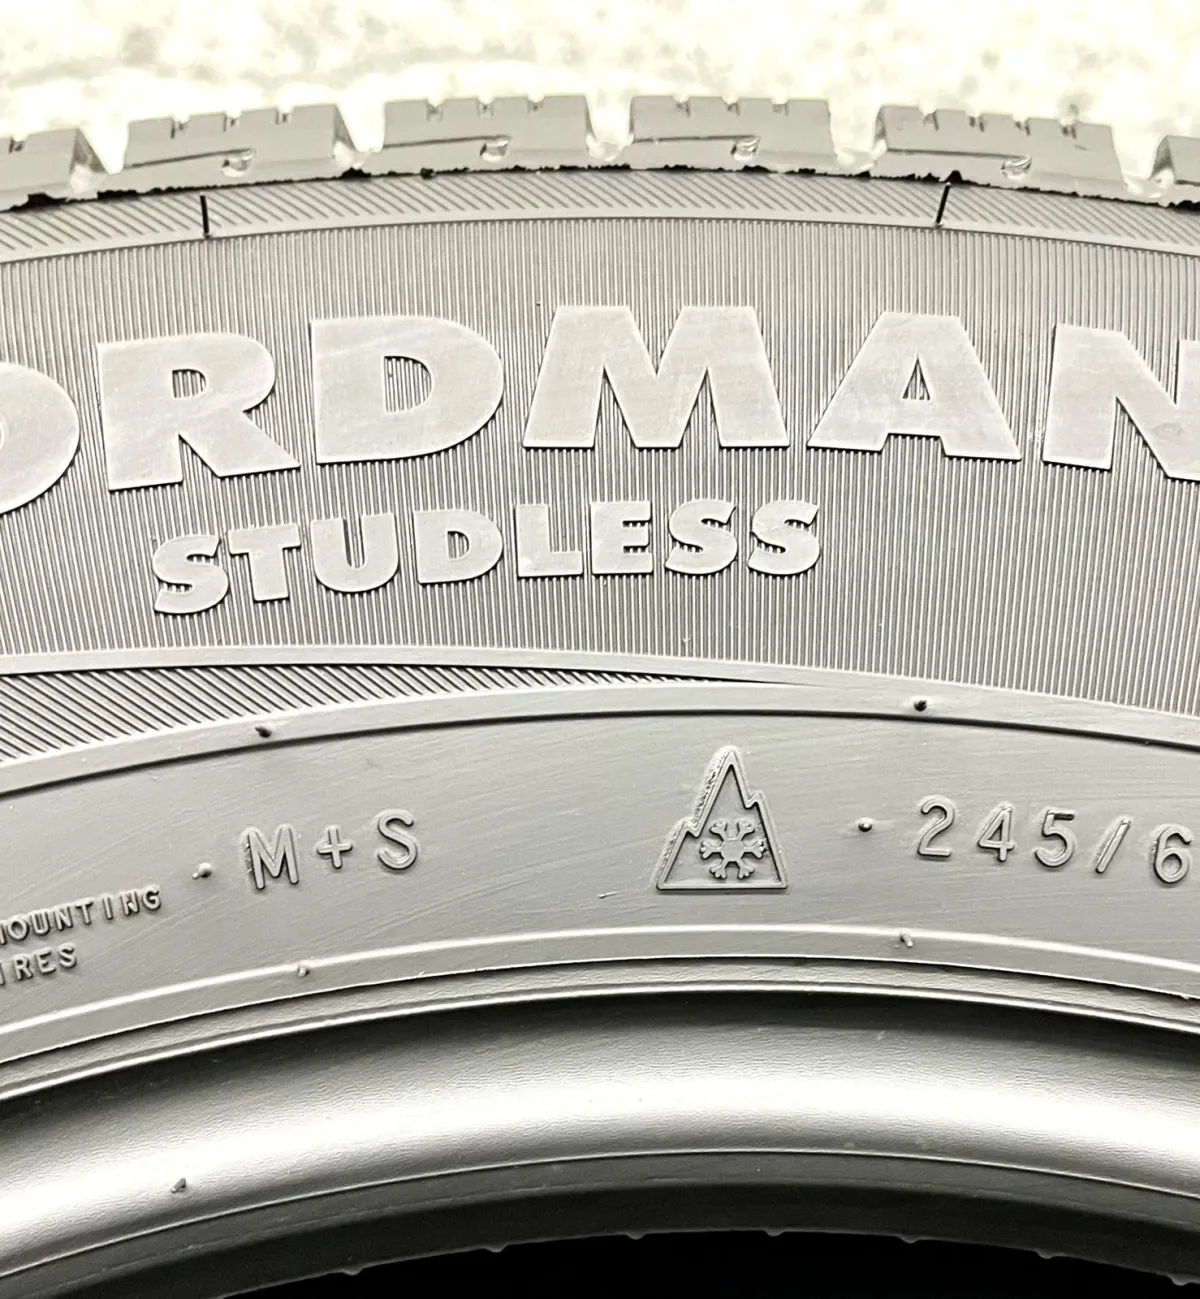 ORDMAN
STUDLESS
M+S
245/6
OUNTING
IRES